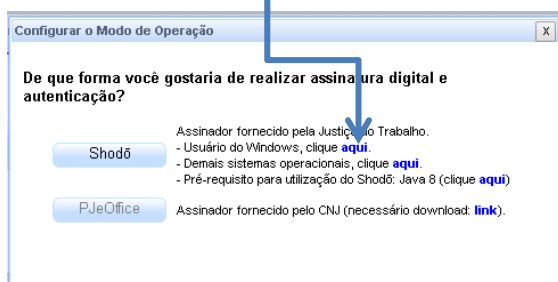 Configurar o Modo de Operação
X
De que forma você gostaria de realizar assinatura digital e
autenticação?
Assinador fornecido pela Justiça do Trabalho.
Shodō
- Usuário do Windows, clique aqui.
- Demais sistemas operacionais, clique aqui.
- Pré-requisito para utilização do Shodō: Java 8 (clique aqui)
PJeOffice
Assinador fornecido pelo CNJ (necessário download: link).